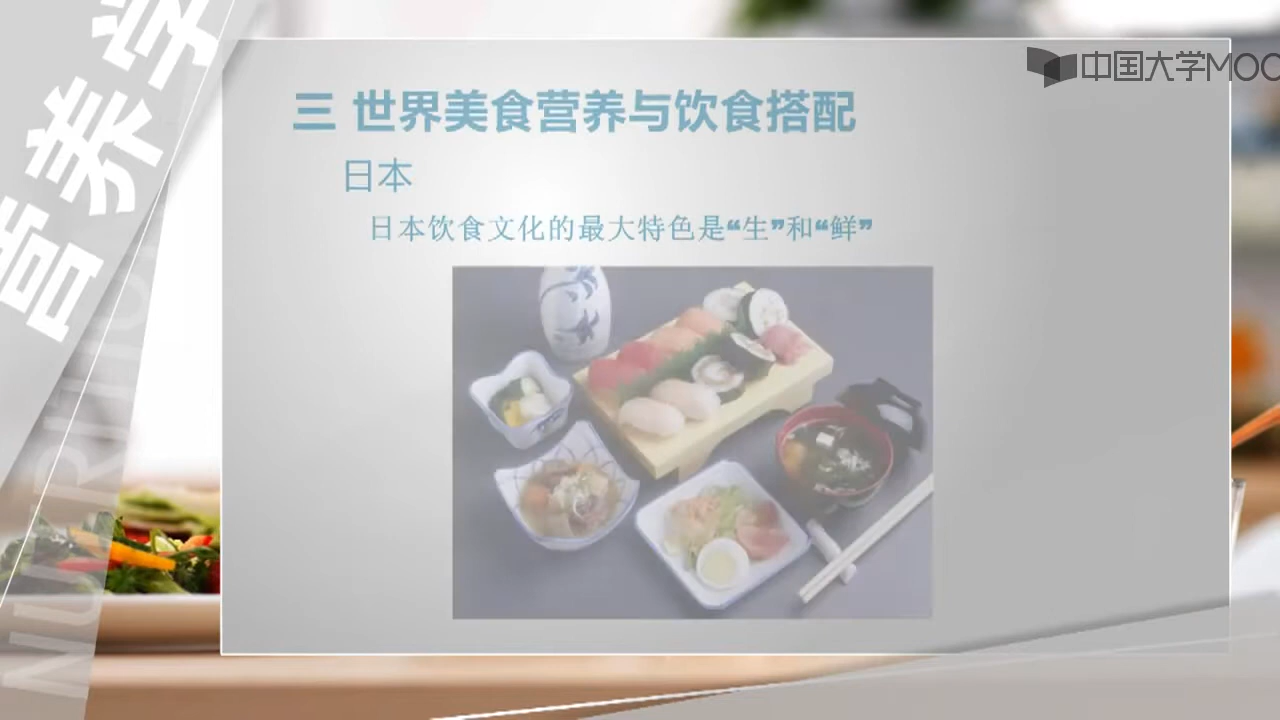 中国大学MOO
三 世界美食营养与饮食搭配
日本
日本饮食文化的最大特色是“生”和“鲜”
营养学